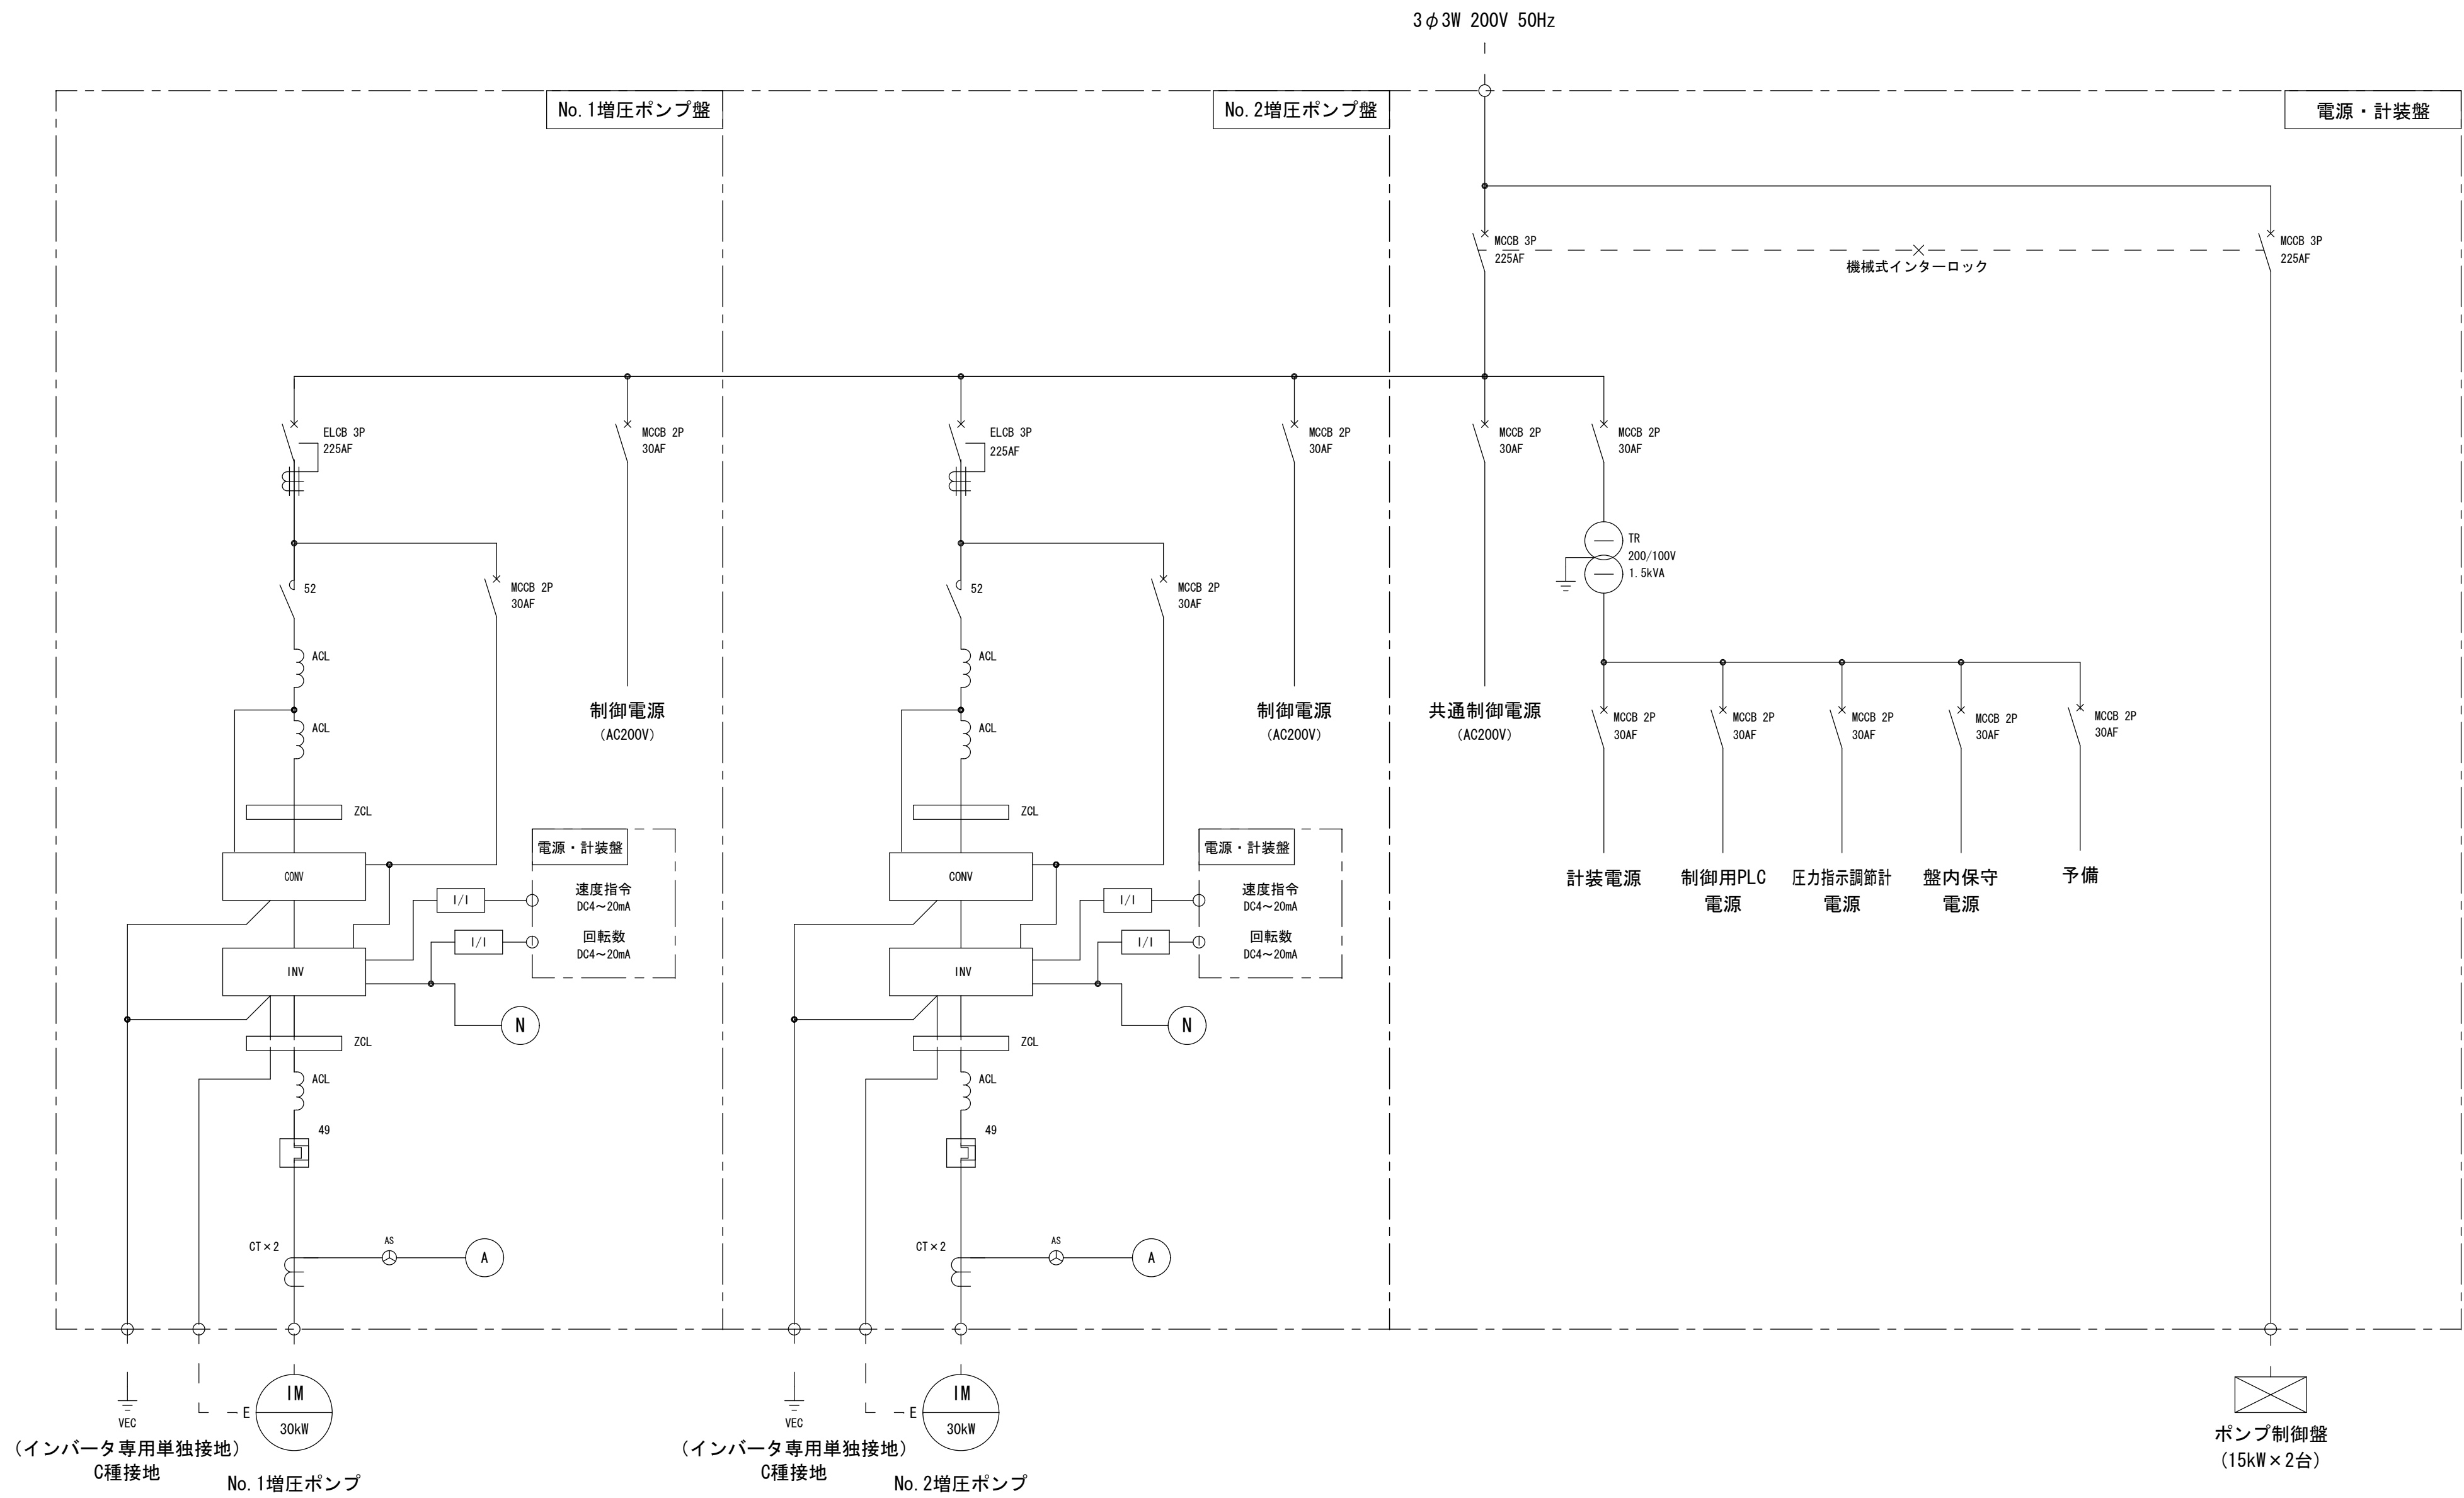 3φ3W 200V 50Hz
No.1増圧ポンプ盤
No.2増圧ポンプ盤
電源・計装盤
MCCB 3P
225AF
機械式インターロック
MCCB 3P
225AF
ELCB 3P
225AF
MCCB 2P
30AF
ELCB 3P
225AF
MCCB 2P
30AF
MCCB 2P
30AF
MCCB 2P
30AF
TR
200/100V
1.5kVA
52
MCCB 2P
30AF
52
MCCB 2P
30AF
ACL
ACL
制御電源
(AC200V)
ACL
ACL
制御電源
(AC200V)
共通制御電源
(AC200V)
MCCB 2P
30AF
MCCB 2P
30AF
MCCB 2P
30AF
MCCB 2P
30AF
MCCB 2P
30AF
計装電源
制御用PLC
電源
圧力指示調節計
電源
盤内保守
電源
予備
ZCL
CONV
電源・計装盤
I/I
速度指令
DC4～20mA
I/I
回転数
DC4～20mA
INV
N
ZCL
ACL
49
CT×2
AS
A
ZCL
CONV
電源・計装盤
I/I
速度指令
DC4～20mA
I/I
回転数
DC4～20mA
INV
N
ZCL
ACL
49
CT×2
AS
A
VEC
(インバータ専用単独接地)
C種接地
E
IM
30kW
No.1増圧ポンプ
VEC
(インバータ専用単独接地)
C種接地
E
IM
30kW
No.2増圧ポンプ
ポンプ制御盤
(15kW×2台)